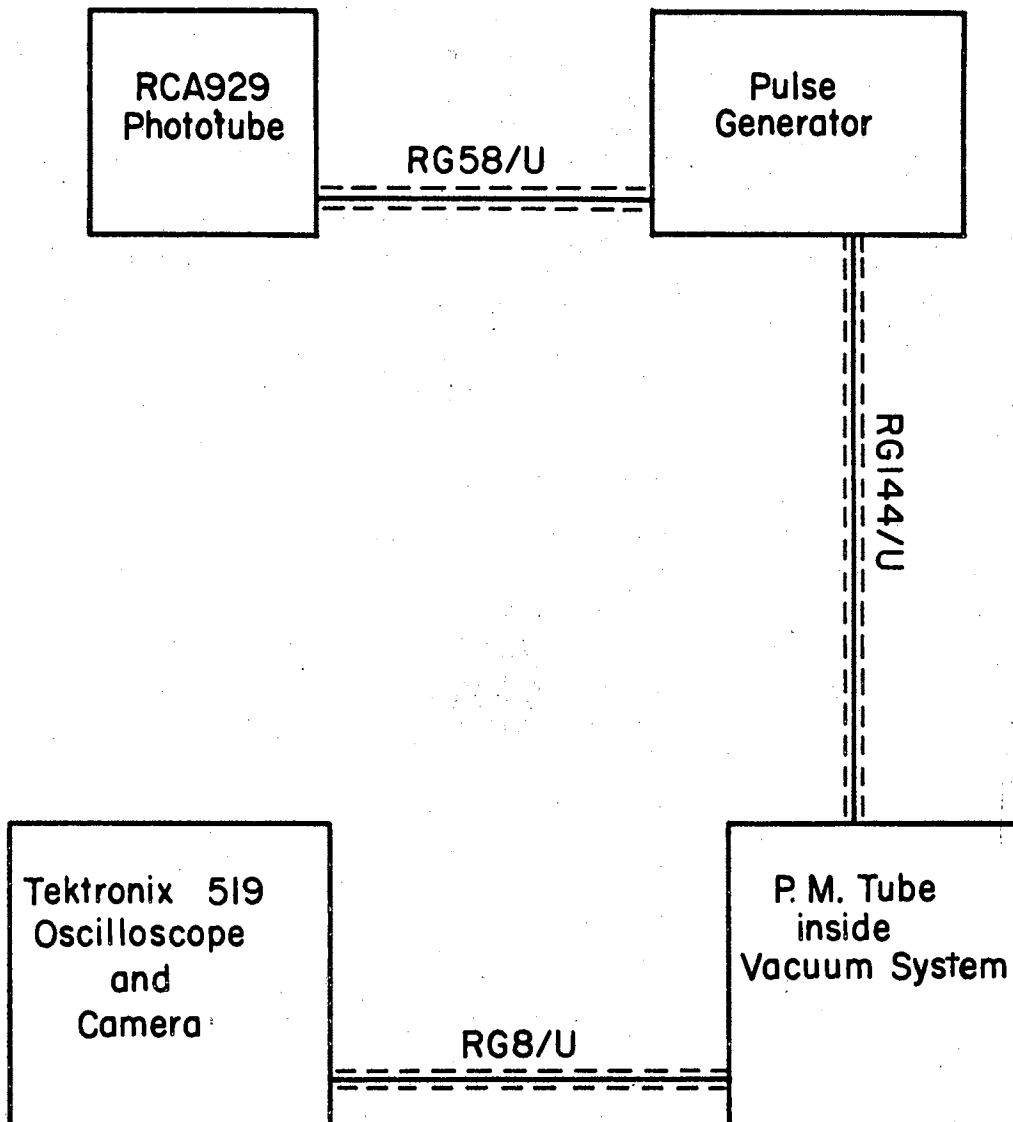 RCA929
Phototube
Pulse
Generator
RG58/U
RG144/U
Tektronix 519
Oscilloscope
and
Camera
P. M. Tube
inside
Vacuum System
RG8/U